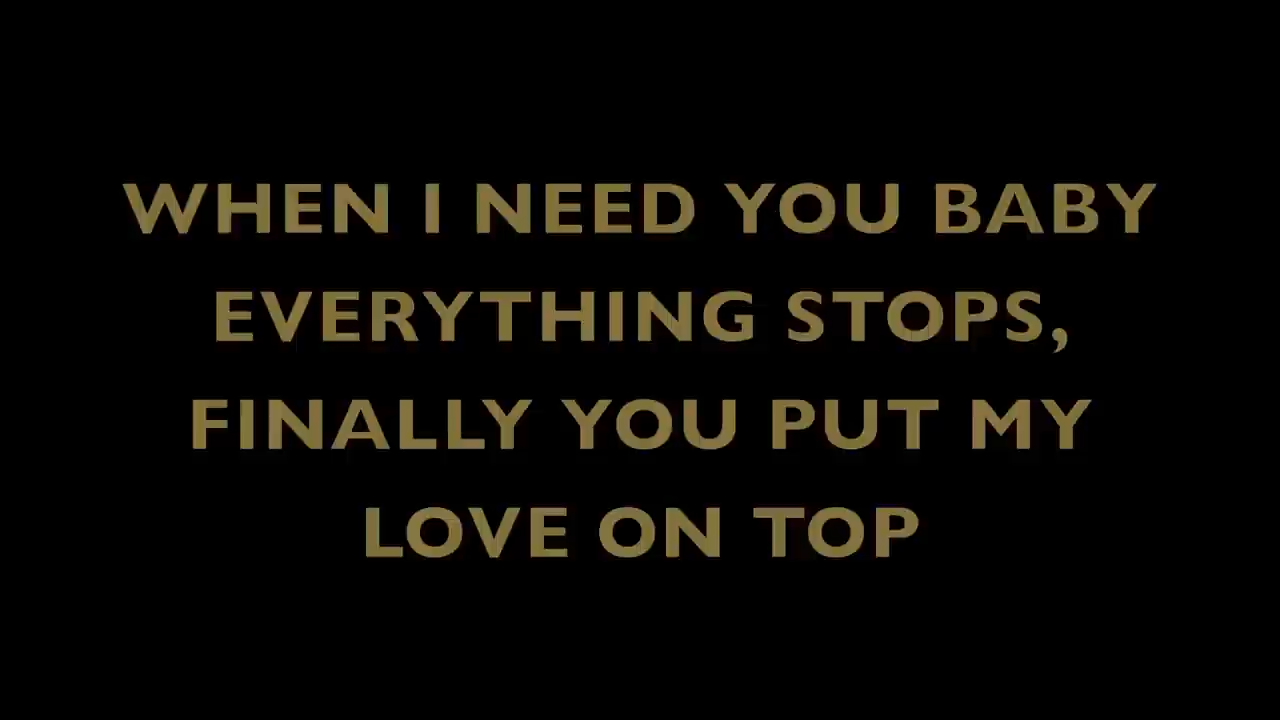 WHEN I NEED YOU BABY
EVERYTHING STOPS,
FINALLY YOU PUT MY
LOVE ON TOP